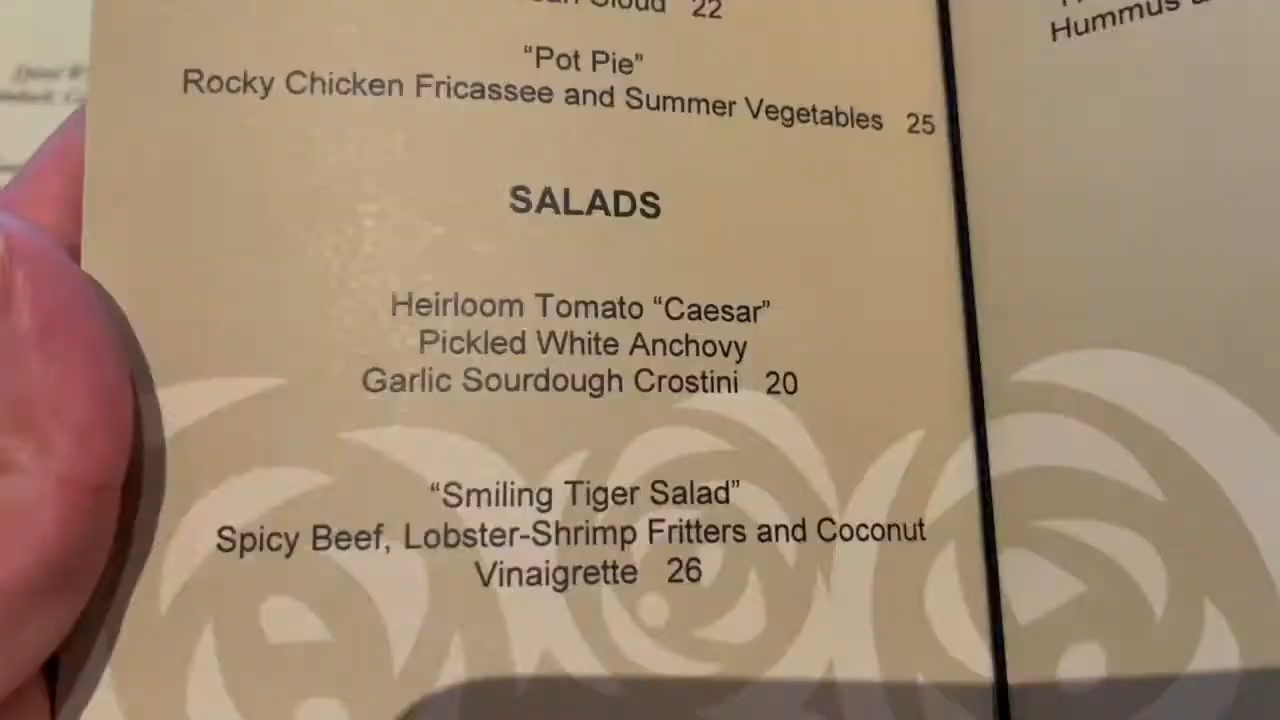 22
“Pot Pie”
Rocky Chicken Fricassee and Summer Vegetables 25
SALADS
Heirloom Tomato “Caesar”
Pickled White Anchovy
Garlic Sourdough Crostini 20
“Smiling Tiger Salad”
Spicy Beef, Lobster-Shrimp Fritters and Coconut
Vinaigrette 26
Hummus